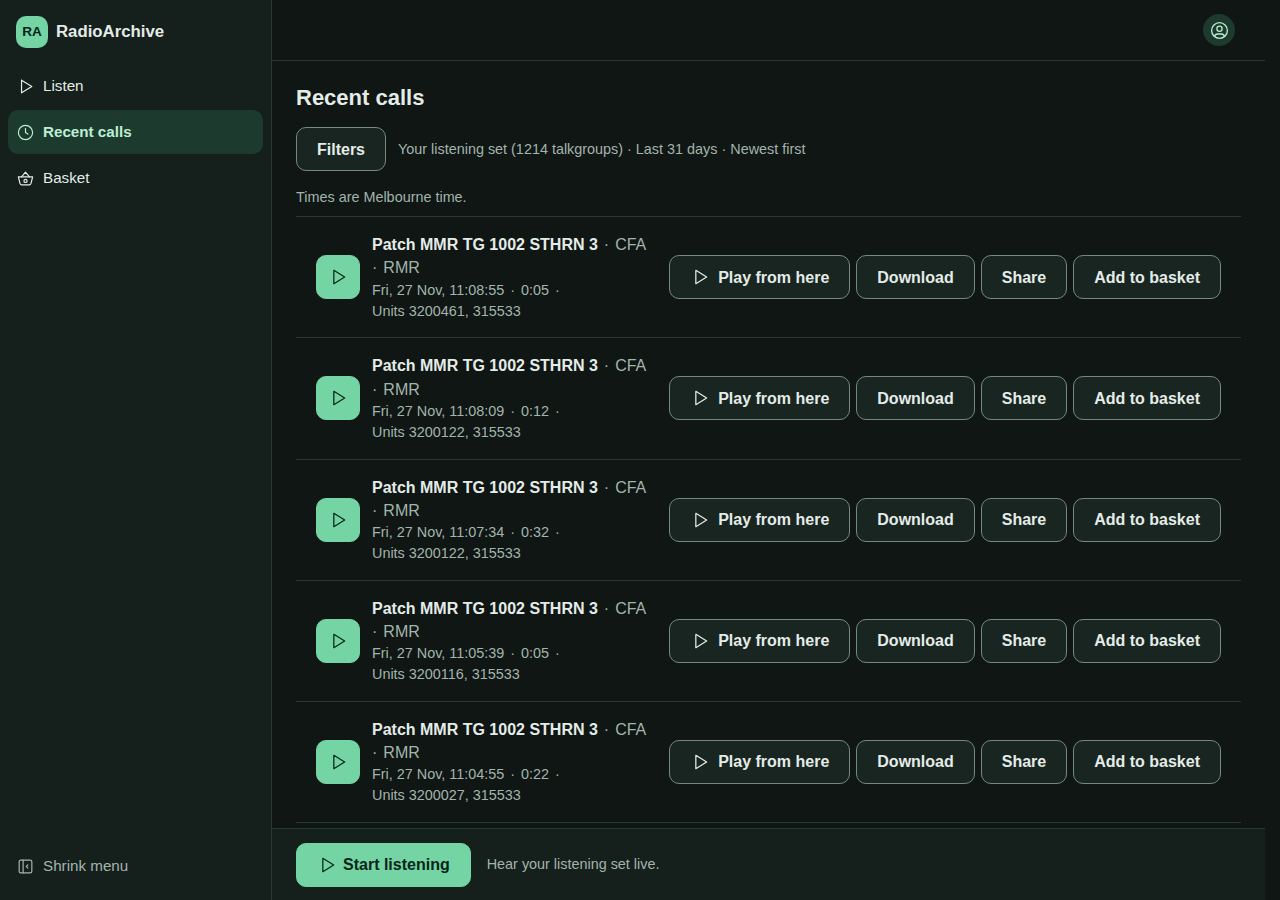 RA RadioArchive
Listen
Recent calls
Basket
Shrink menu
Recent calls
Filters
Your listening set (1214 talkgroups) · Last 31 days · Newest first
Times are Melbourne time.
Patch MMR TG 1002 STHRN 3 · CFA
· RMR
Fri, 27 Nov, 11:08:55 · 0:05 ·
Units 3200461, 315533
Play from here
Download
Share
Add to basket
Patch MMR TG 1002 STHRN 3 · CFA
· RMR
Fri, 27 Nov, 11:08:09 · 0:12 ·
Units 3200122, 315533
Play from here
Download
Share
Add to basket
Patch MMR TG 1002 STHRN 3 · CFA
· RMR
Fri, 27 Nov, 11:07:34 · 0:32 ·
Units 3200122, 315533
Play from here
Download
Share
Add to basket
Patch MMR TG 1002 STHRN 3 · CFA
· RMR
Fri, 27 Nov, 11:05:39 · 0:05 ·
Units 3200116, 315533
Play from here
Download
Share
Add to basket
Patch MMR TG 1002 STHRN 3 · CFA
· RMR
Fri, 27 Nov, 11:04:55 · 0:22 ·
Units 3200027, 315533
Play from here
Download
Share
Add to basket
Start listening
Hear your listening set live.